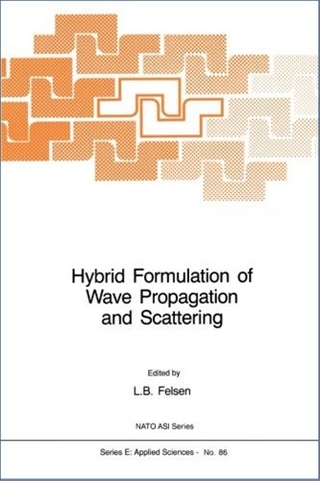 Hybrid Formulation of
Wave Propagation
and Scattering
Edited by
L.B. Felsen
NATO ASI Series
Series E: Applied Sciences - No. 86